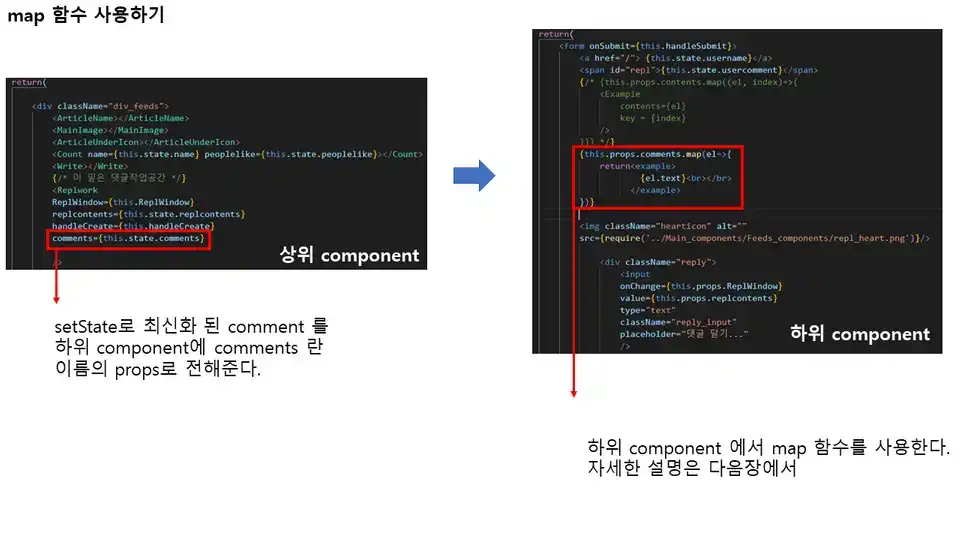 map 함수 사용하기
return(
<div className="div_feeds">
<ArticleName></ArticleName>
<MainImage></MainImage>
<ArticleUnderIcon></ArticleUnderIcon>
<Count name={this.state.name} peoplelike={this.state.peoplelike}></Count>
<Write></Write>
{/* 이 밑은 댓글작업공간 */}
<Replwork
ReplWindow={this.ReplWindow}
replcontents={this.state.replcontents}
handleCreate={this.handleCreate}
comments={this.state.comments}
/>
상위 component
setState로 최신화 된 comment 를
하위 component에 comments 란
이름의 props로 전해준다.
return(
<form onSubmit={this.handleSubmit}>
<a href="/"> {this.state.username}</a>
<span id="repl">{this.state.usercomment}</span>
{/* {this.props.comments.map((el, index)=>{
<Example
contents={el}
key = {index}
/>
})} */}
{this.props.comments.map(el=>{
return<example>
{el.text}<br></br>
</example>
})}
<img className="hearticon" alt=""
src={require('../Main_components/Feeds_components/repl_heart.png')}/>
<div className="reply">
<input
onChange={this.props.ReplWindow}
value={this.props.replcontents}
type="text"
className="reply_input"
placeholder="댓글 달기..."
/>
하위 component
하위 component 에서 map 함수를 사용한다.
자세한 설명은 다음장에서